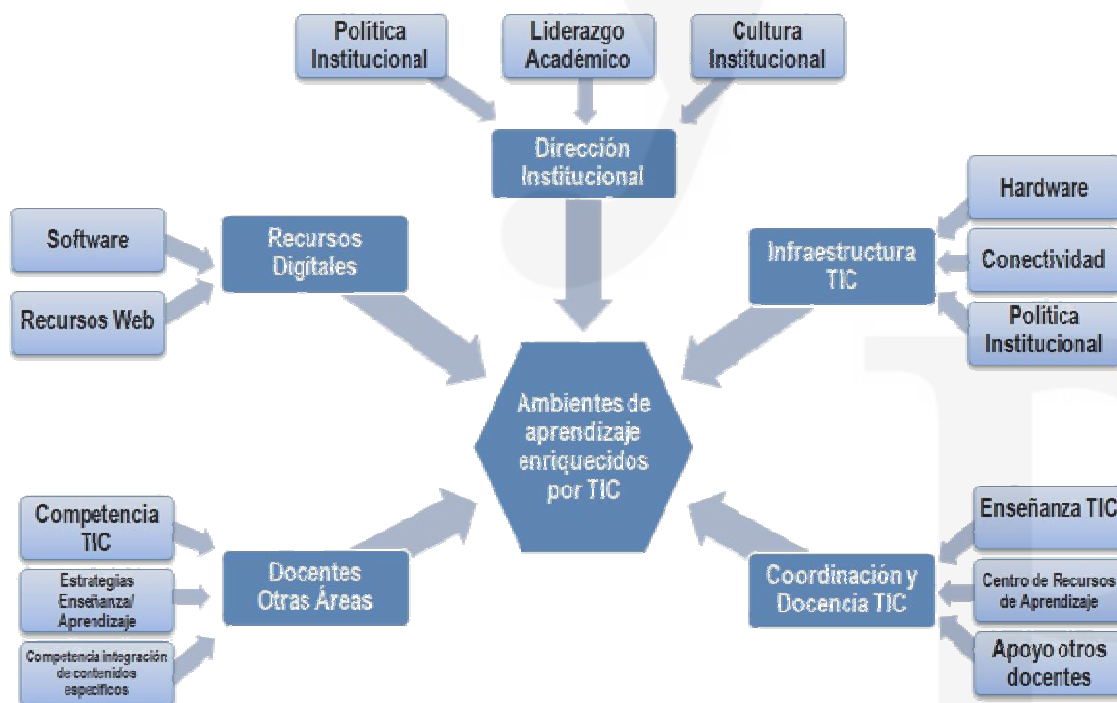 Política
Institucional
Liderazgo
Académico
Cultura
Institucional
Dirección
Institucional
Software
Recursos Web
Recursos
Digitales
Infraestructura
TIC
Hardware
Conectividad
Política
Institucional
Ambientes de
aprendizaje
enriquecidos
por TIC
Competencia
TIC
Estrategias
Enseñanza/
Aprendizaje
Competencia integración
de contenidos
específicos
Docentes
Otras Áreas
Coordinación y
Docencia TIC
Enseñanza TIC
Centro de Recursos
de Aprendizaje
Apoyo otros
docentes